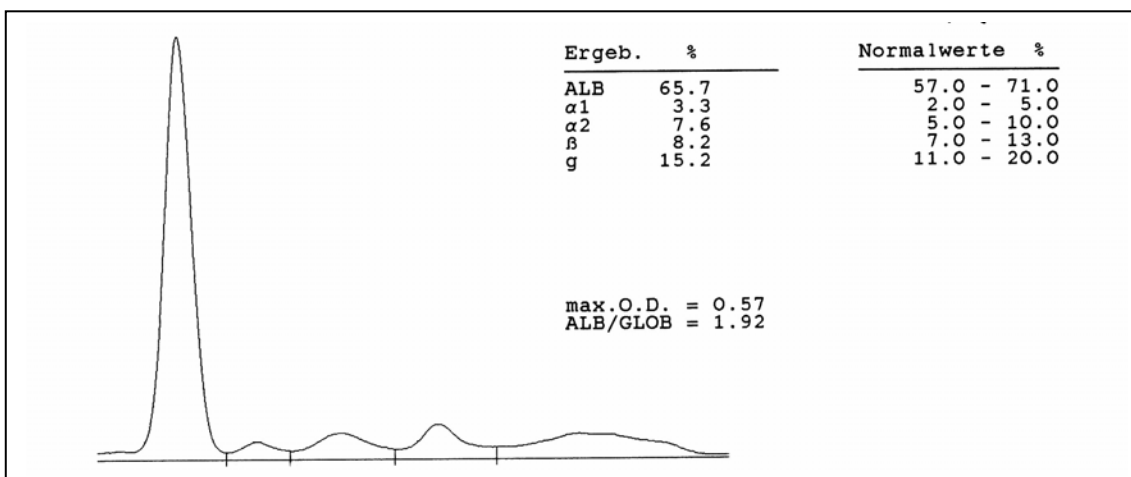 Ergeb. %
ALB 65.7
α1 3.3
α2 7.6
ß 8.2
g 15.2
Normalwerte %
57.0 - 71.0
2.0 - 5.0
5.0 - 10.0
7.0 - 13.0
11.0 - 20.0
max.O.D. = 0.57
ALB/GLOB = 1.92